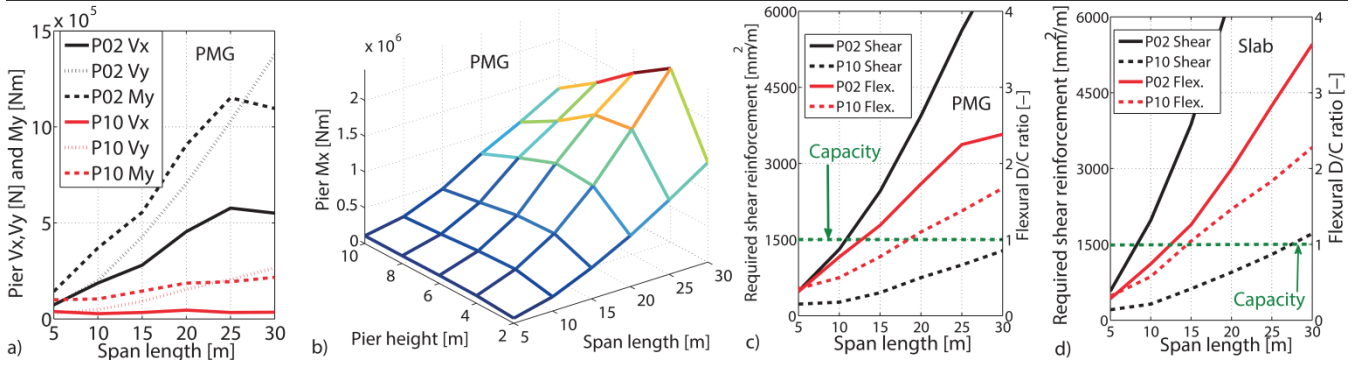 x 10^5
15
10
5
0
Pier Vx,Vy [N] and My [Nm]
P02 Vx
P02 Vy
P02 My
P10 Vx
P10 Vy
P10 My
PMG
5 10 15 20 25 30
Span length [m]
a)
x 10^6
PMG
2
1.5
1
0.5
0
Pier Mx [Nm]
10
8
6
4
2
Pier height [m]
5
10
15
20
25
30
Span length [m]
b)
6000
4500
3000
1500
0
Required shear reinforcement [mm^2/m]
P02 Shear
P10 Shear
P02 Flex.
P10 Flex.
PMG
Capacity
4
3
2
1
0
Flexural D/C ratio [–]
5 10 15 20 25 30
Span length [m]
c)
6000
4500
3000
1500
0
Required shear reinforcement [mm^2/m]
Slab
P02 Shear
P10 Shear
P02 Flex.
P10 Flex.
Capacity
4
3
2
1
0
Flexural D/C ratio [–]
5 10 15 20 25 30
Span length [m]
d)